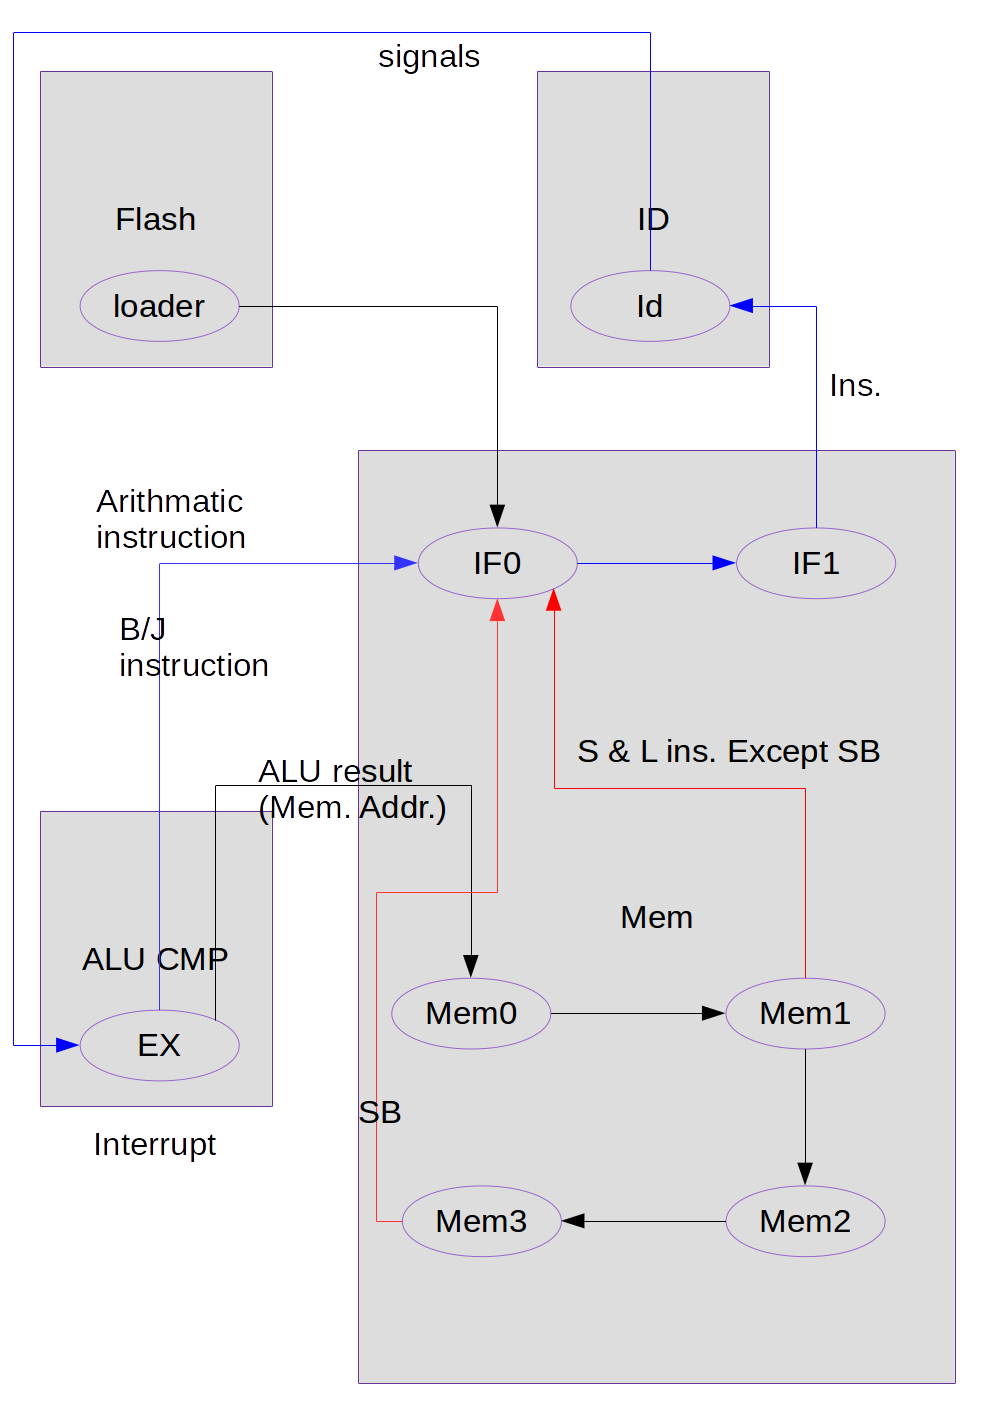 signals
Flash
ID
loader
Id
Ins.
Arithmatic
instruction
IF0
IF1
B/J
instruction
S & L ins. Except SB
ALU result
(Mem. Addr.)
Mem
ALU CMP
Mem0
Mem1
EX
SB
Interrupt
Mem3
Mem2